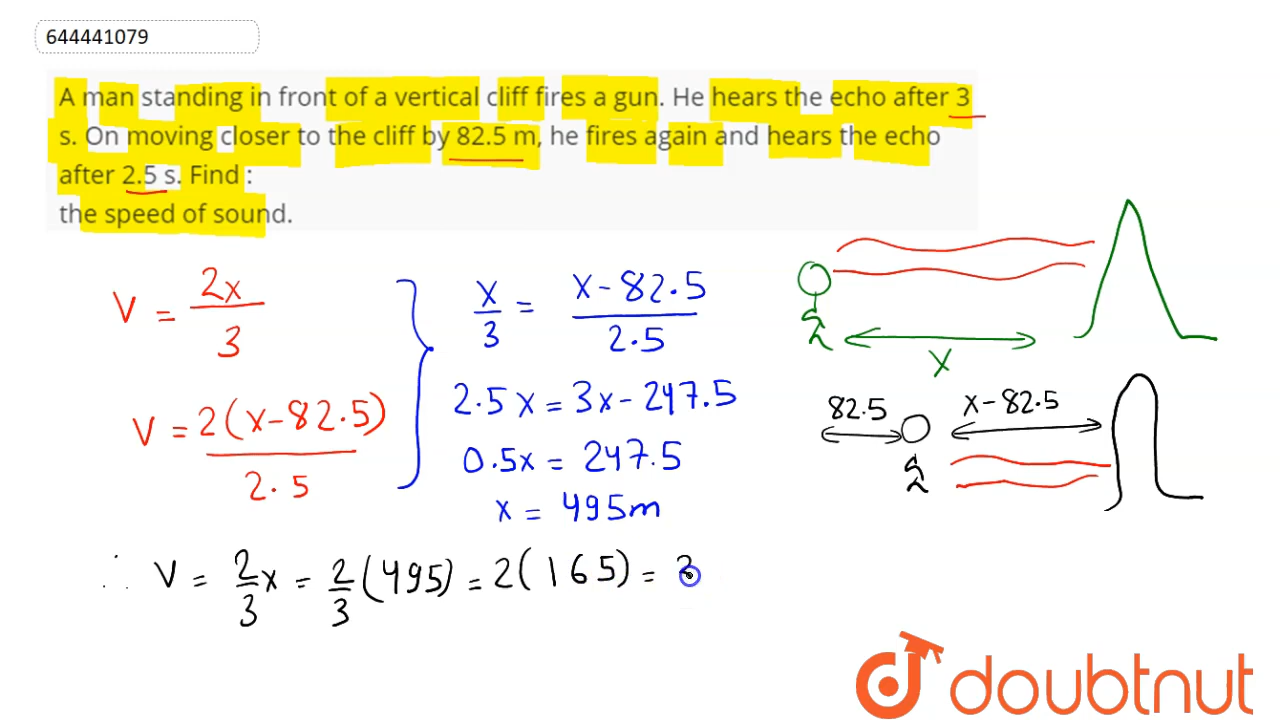 644441079
A man standing in front of a vertical cliff fires a gun. He hears the echo after 3
s. On moving closer to the cliff by 82.5 m, he fires again and hears the echo
after 2.5 s. Find :
the speed of sound.
V = 2x/3
V = 2(x-82.5)/2.5
x/3 = x-82.5/2.5
2.5x = 3x-247.5
0.5x = 247.5
x = 495m
x
82.5
x-82.5
∴ V = 2/3 x = 2/3 (495) = 2(165) = 3
doubtnut